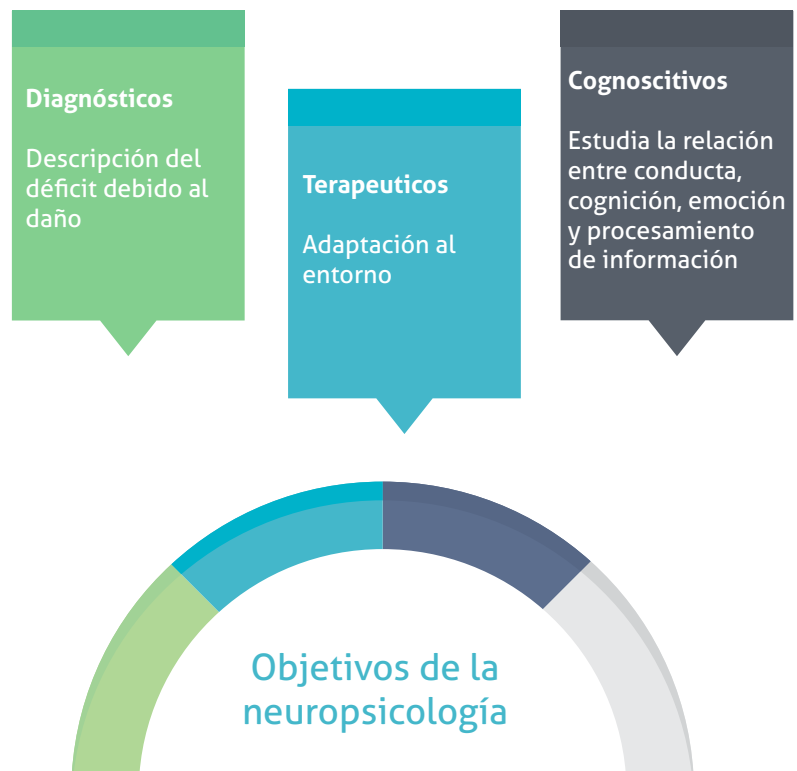 Diagnósticos
Descripción del
déficit debido al
daño
Terapeuticos
Adaptación al
entorno
Cognoscitivos
Estudia la relación
entre conducta,
cognición, emoción
y procesamiento
de información
Objetivos de la
neuropsicología